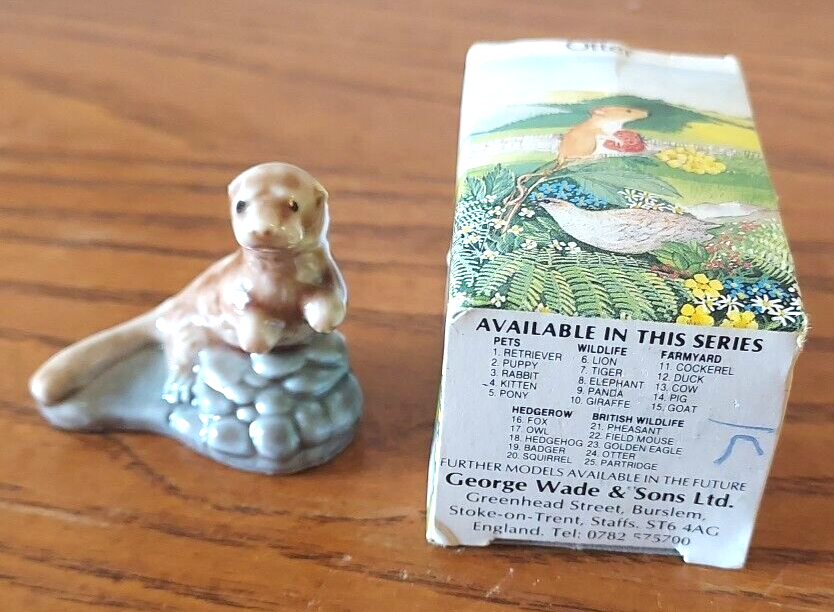 Otter
AVAILABLE IN THIS SERIES
PETS
1. RETRIEVER
2. PUPPY
3. RABBIT
4. KITTEN
5. PONY
WILDLIFE
6. LION
7. TIGER
8. ELEPHANT
9. PANDA
10. GIRAFFE
FARMYARD
11. COCKEREL
12. DUCK
13. COW
14. PIG
15. GOAT
HEDGEROW
16. FOX
17. OWL
18. HEDGEHOG
19. BADGER
20. SQUIRREL
BRITISH WILDLIFE
21. PHEASANT
22. FIELD MOUSE
23. GOLDEN EAGLE
24. OTTER
25. PARTRIDGE
FURTHER MODELS AVAILABLE IN THE FUTURE
George Wade & Sons Ltd.
Greenhead Street, Burslem,
Stoke-on-Trent, Staffs. ST6 4AG
England. Tel: 0782 575700